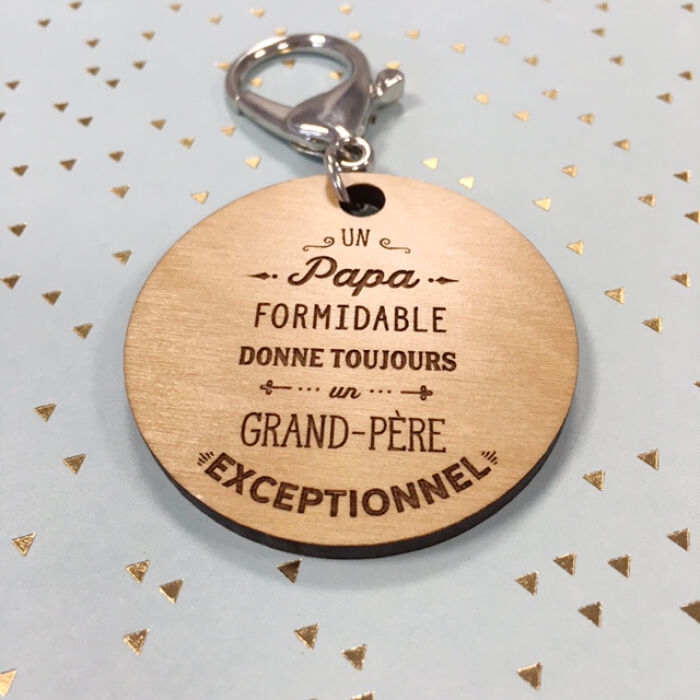 UN
Papa
FORMIDABLE
DONNE TOUJOURS
un
GRAND-PÈRE
EXCEPTIONNEL